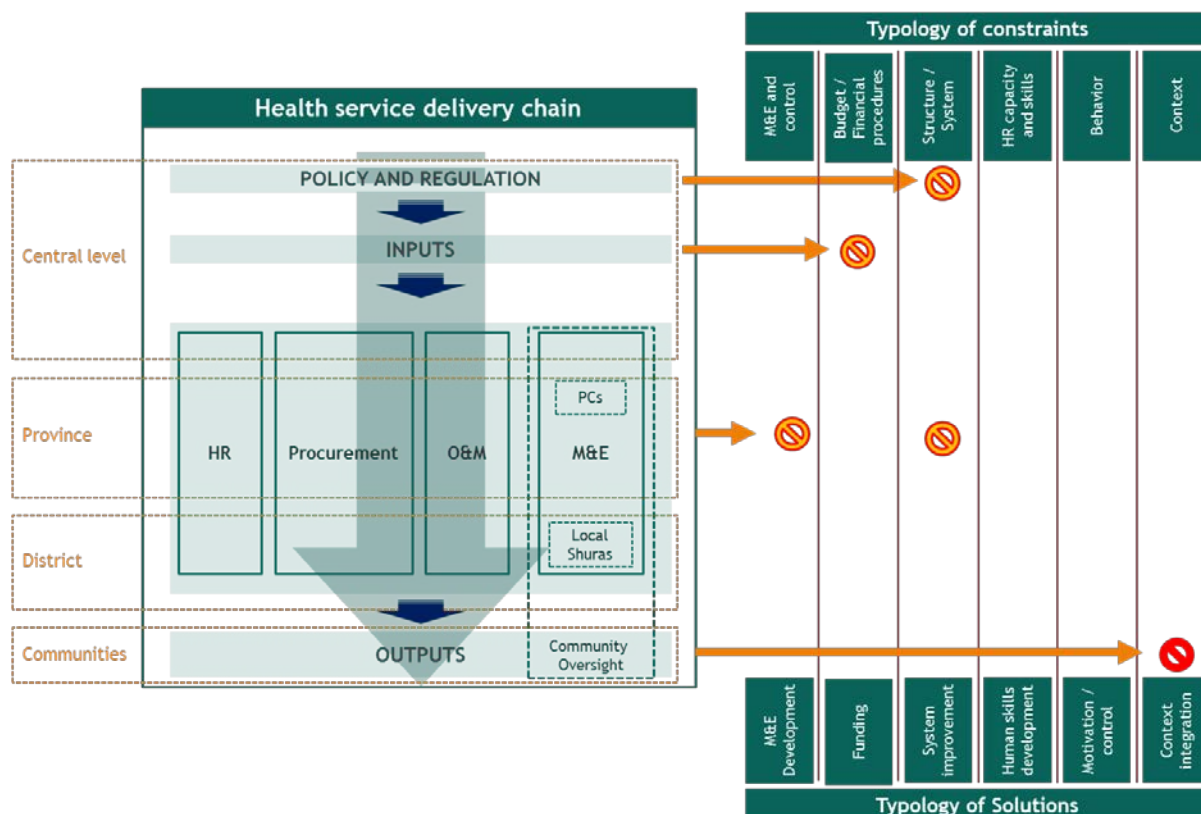 Typology of constraints
M&E and
control
Budget /
Financial
procedures
Structure /
System
HR capacity
and skills
Behavior
Context
Health service delivery chain
POLICY AND REGULATION
Central level
INPUTS
PCs
Province
HR
Procurement
O&M
M&E
Local
Shuras
District
Communities
OUTPUTS
Community
Oversight
M&E
Development
Funding
System
improvement
Human skills
development
Motivation /
control
Context
integration
Typology of Solutions